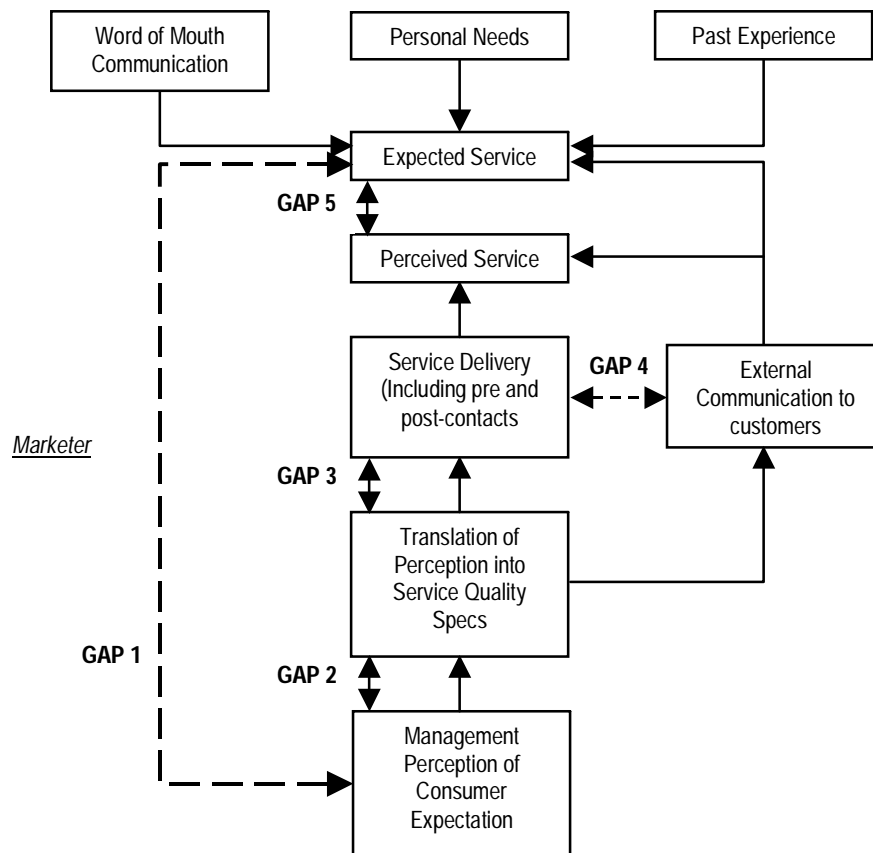 Word of Mouth
Communication
Personal Needs
Past Experience
Expected Service
GAP 5
Perceived Service
Service Delivery
(Including pre and
post-contacts
GAP 4
External
Communication to
customers
Marketer
GAP 3
Translation of
Perception into
Service Quality
Specs
GAP 1
GAP 2
Management
Perception of
Consumer
Expectation